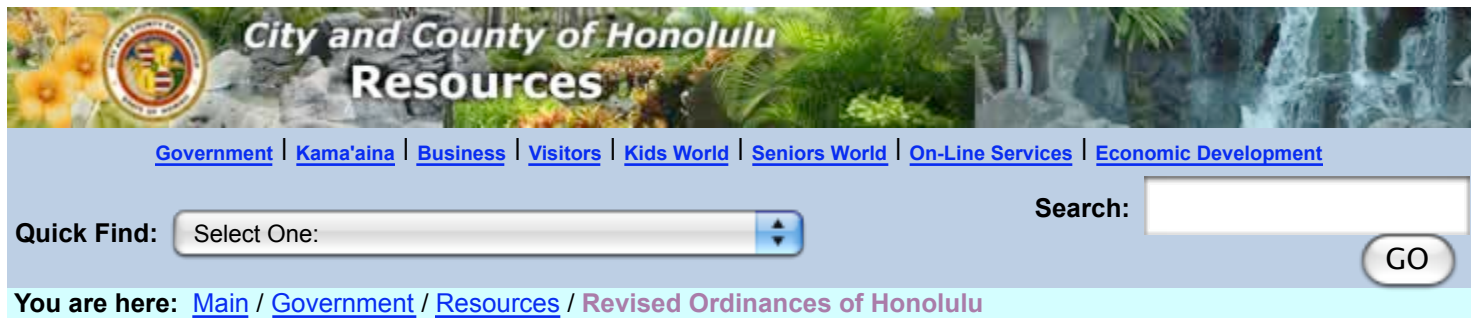 City and County of Honolulu
Resources
Government | Kama'aina | Business | Visitors | Kids World | Seniors World | On-Line Services | Economic Development
Search:
Quick Find: Select One:
GO
You are here: Main / Government / Resources / Revised Ordinances of Honolulu